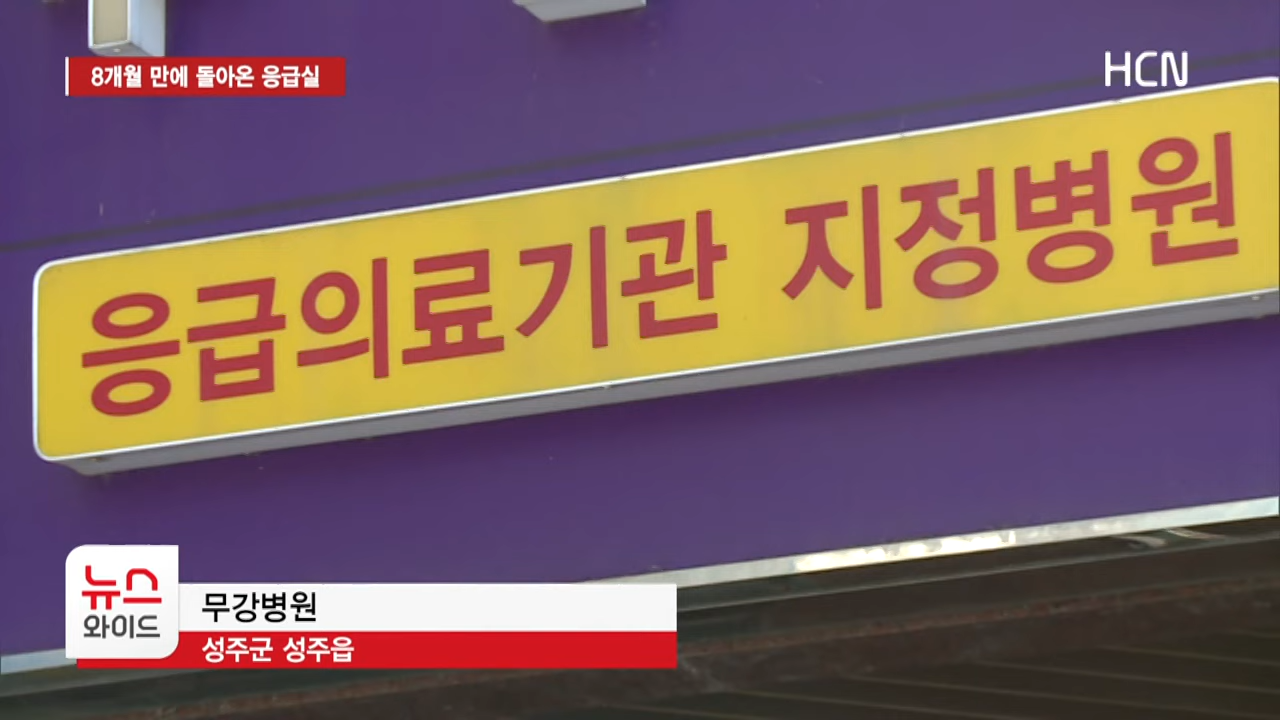 8개월 만에 돌아온 응급실
HCN
응급의료기관 지정병원
뉴스
와이드
무강병원
성주군 성주읍